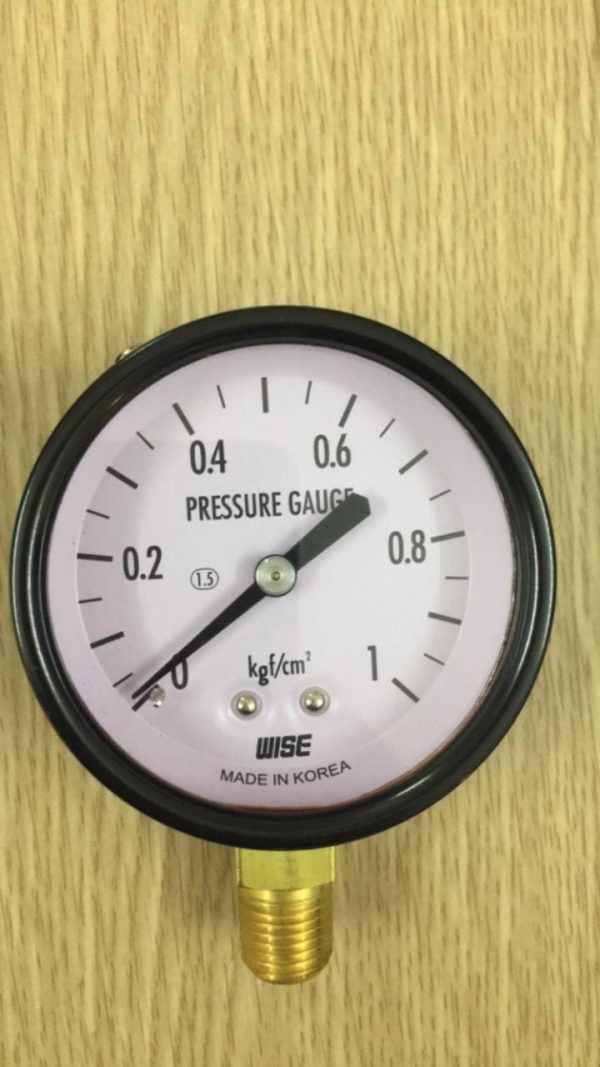 0.4 0.6
PRESSURE GAUGE
0.2 1.5 0.8
0 kgf/cm² 1
WISE
MADE IN KOREA